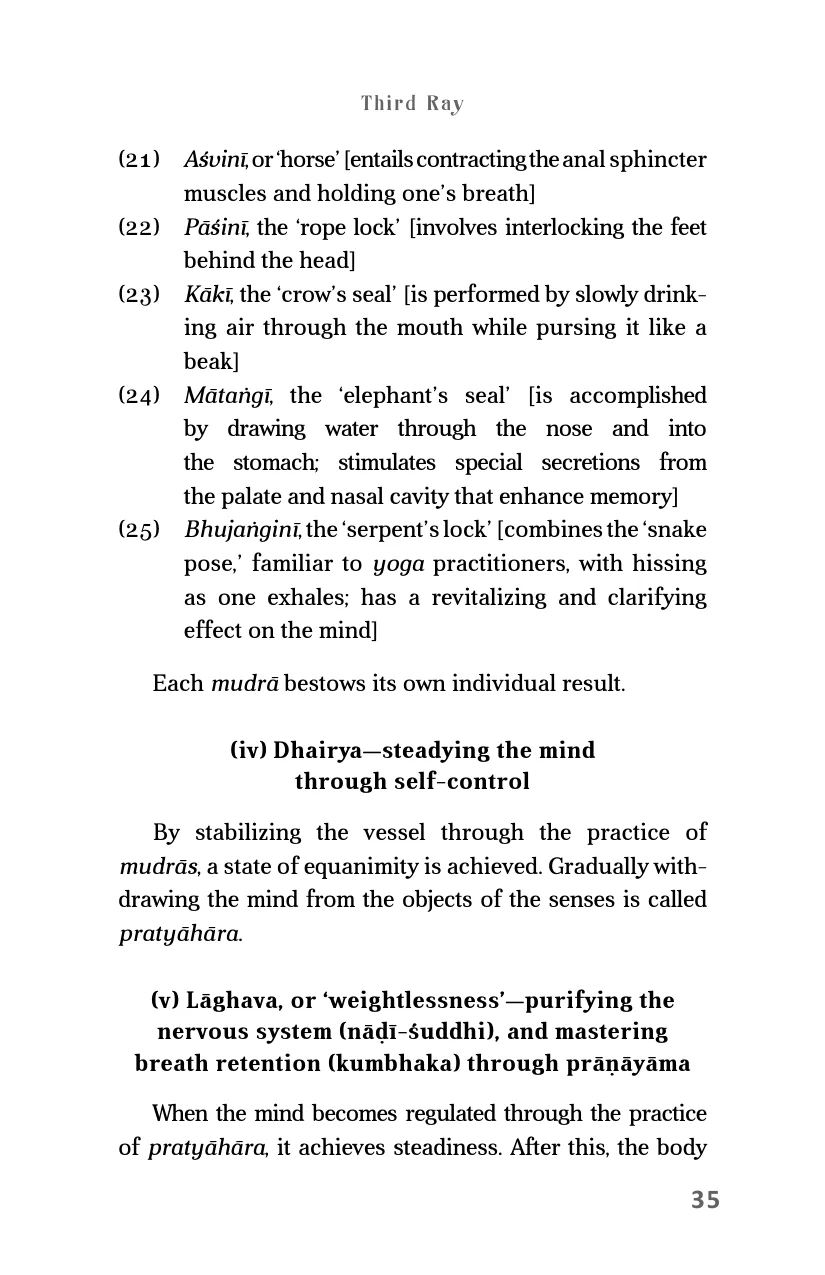 Third Ray
(21) Aśvinī, or ‘horse’ [entails contracting the anal sphincter
muscles and holding one’s breath]
(22) Pāśinī, the ‘rope lock’ [involves interlocking the feet
behind the head]
(23) Kākī, the ‘crow’s seal’ [is performed by slowly drink-
ing air through the mouth while pursing it like a
beak]
(24) Mātaṅgī, the ‘elephant’s seal’ [is accomplished
by drawing water through the nose and into
the stomach; stimulates special secretions from
the palate and nasal cavity that enhance memory]
(25) Bhujaṅginī, the ‘serpent’s lock’ [combines the ‘snake
pose,’ familiar to yoga practitioners, with hissing
as one exhales; has a revitalizing and clarifying
effect on the mind]
Each mudrā bestows its own individual result.
(iv) Dhairya—steadying the mind
through self-control
By stabilizing the vessel through the practice of
mudrās, a state of equanimity is achieved. Gradually with-
drawing the mind from the objects of the senses is called
pratyāhāra.
(v) Lāghava, or ‘weightlessness’—purifying the
nervous system (nāḍī-śuddhi), and mastering
breath retention (kumbhaka) through prāṇāyāma
When the mind becomes regulated through the practice
of pratyāhāra, it achieves steadiness. After this, the body
35